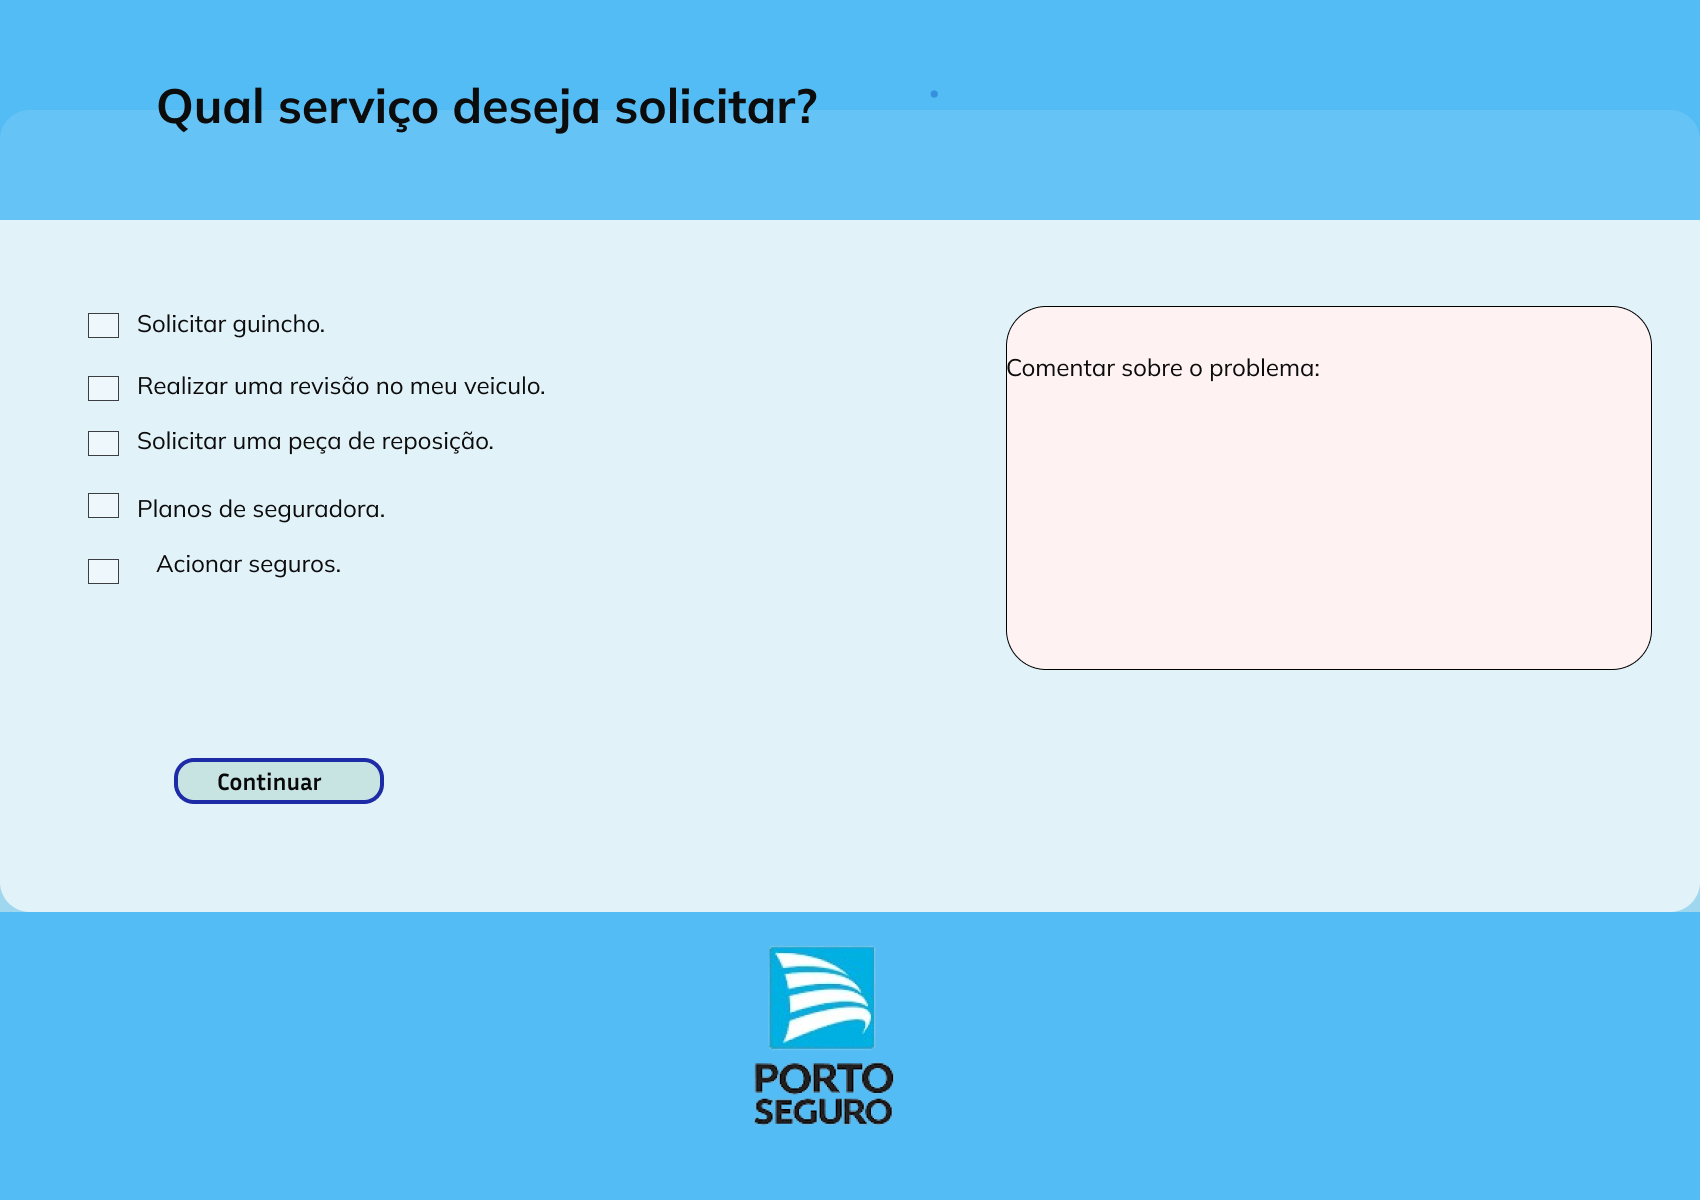 Qual serviço deseja solicitar?
Solicitar guincho.
Realizar uma revisão no meu veiculo.
Solicitar uma peça de reposição.
Planos de seguradora.
Acionar seguros.
Comentar sobre o problema:
Continuar
PORTO
SEGURO